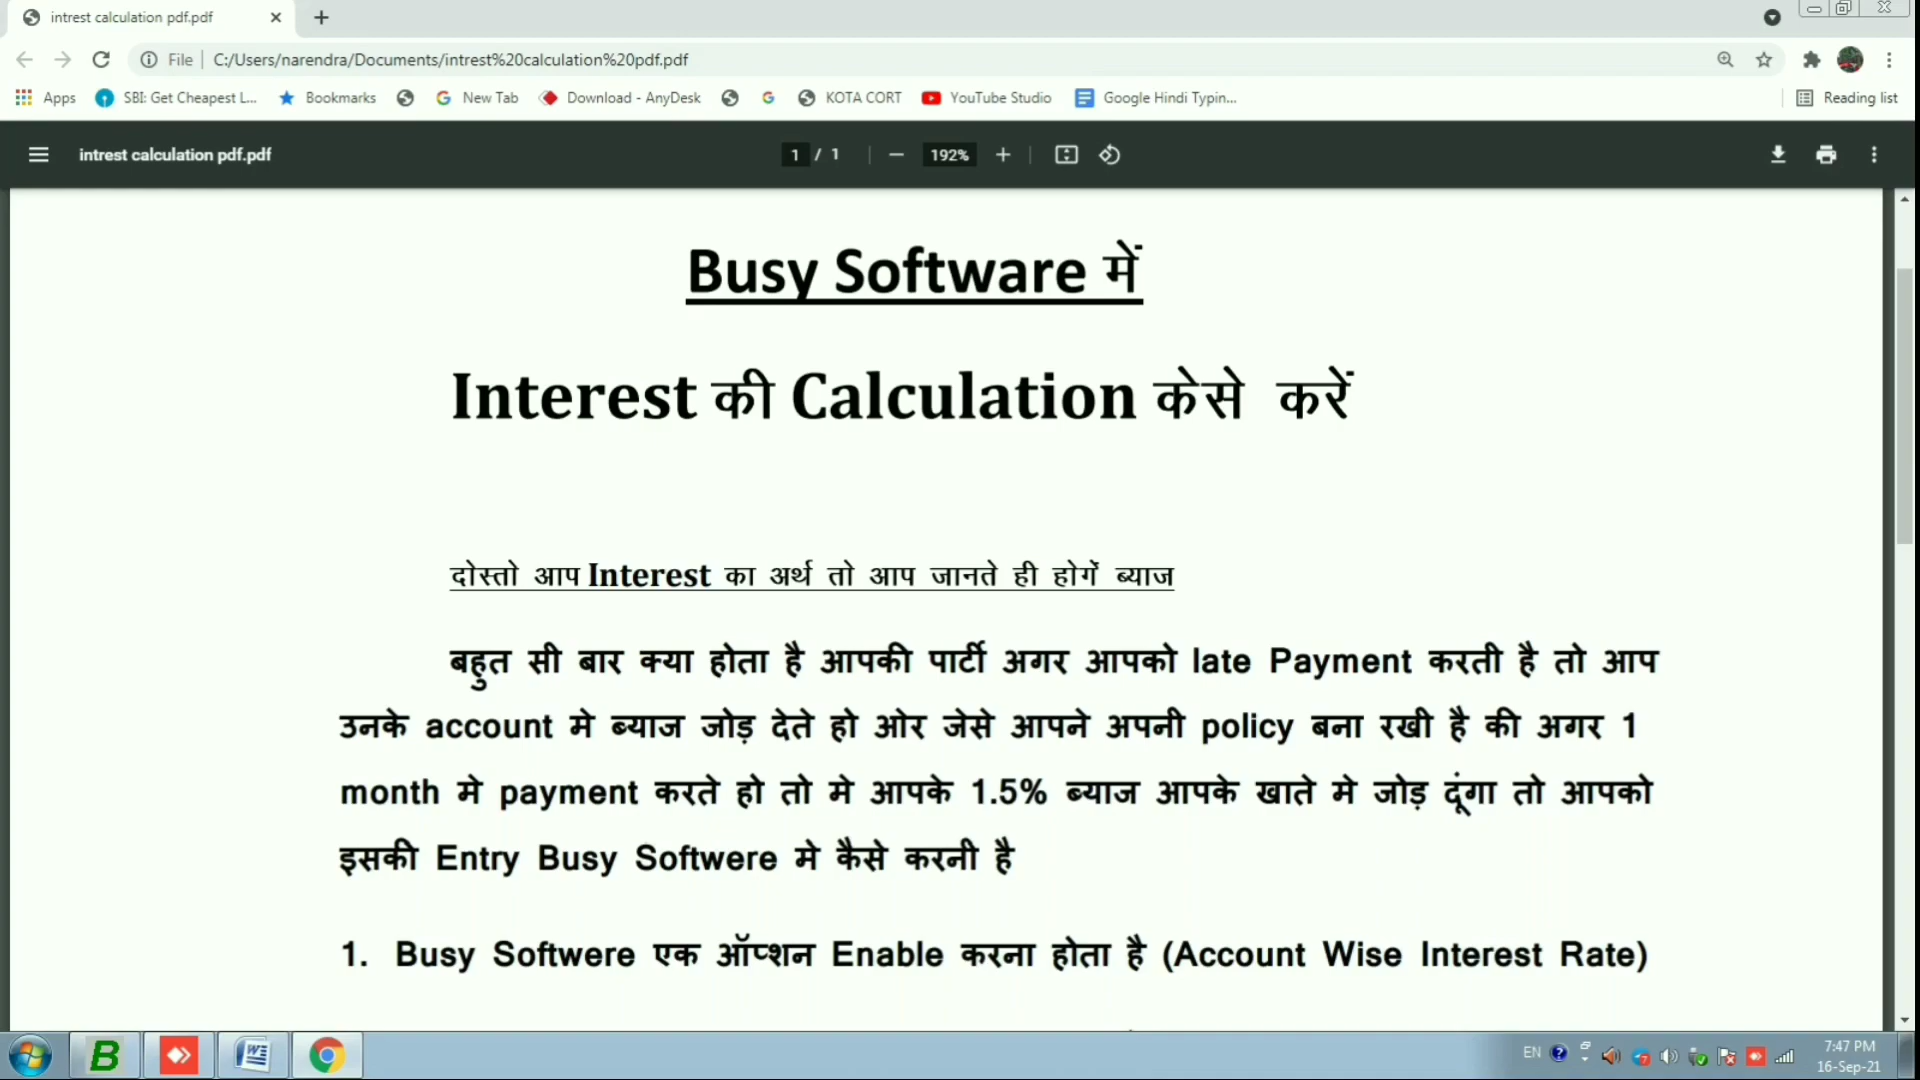 intrest calculation pdf.pdf
File | C:/Users/narendra/Documents/intrest%20calculation%20pdf.pdf
Apps SBI: Get Cheapest L... Bookmarks New Tab Download - AnyDesk KOTA CORT YouTube Studio Google Hindi Typin... Reading list
intrest calculation pdf.pdf 1 / 1 192%
Busy Software में
Interest की Calculation केसे करें
दोस्तो आप Interest का अर्थ तो आप जानते ही होगें ब्याज
बहुत सी बार क्या होता है आपकी पार्टी अगर आपको late Payment करती है तो आप
उनके account मे ब्याज जोड़ देते हो ओर जेसे आपने अपनी policy बना रखी है की अगर 1
month मे payment करते हो तो मे आपके 1.5% ब्याज आपके खाते मे जोड़ दूंगा तो आपको
इसकी Entry Busy Softwere मे कैसे करनी है
1. Busy Softwere एक ऑप्शन Enable करना होता है (Account Wise Interest Rate)
EN 7:47 PM
16-Sep-21